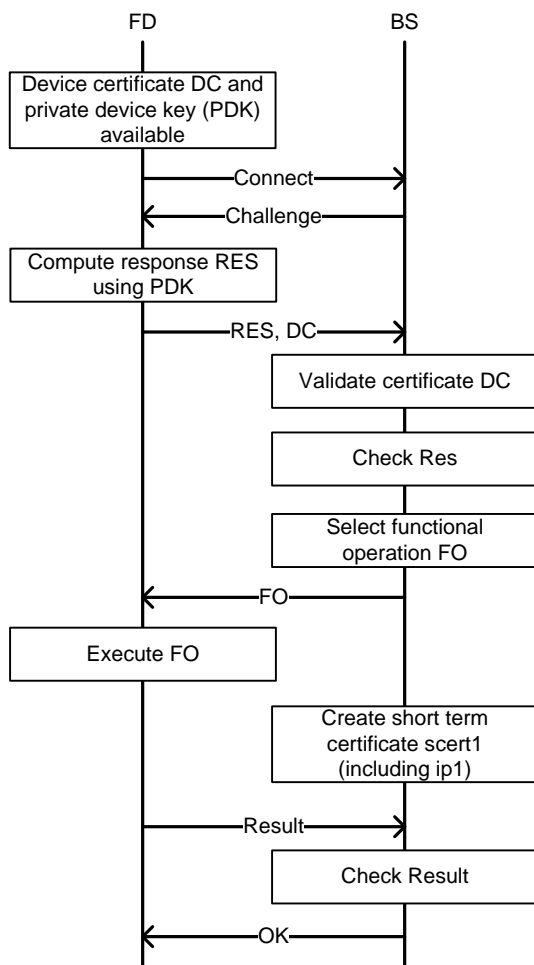 FD
BS
Device certificate DC and
private device key (PDK)
available
Connect
Challenge
Compute response RES
using PDK
RES, DC
Validate certificate DC
Check Res
Select functional
operation FO
FO
Execute FO
Create short term
certificate scert1
(including ip1)
Result
Check Result
OK